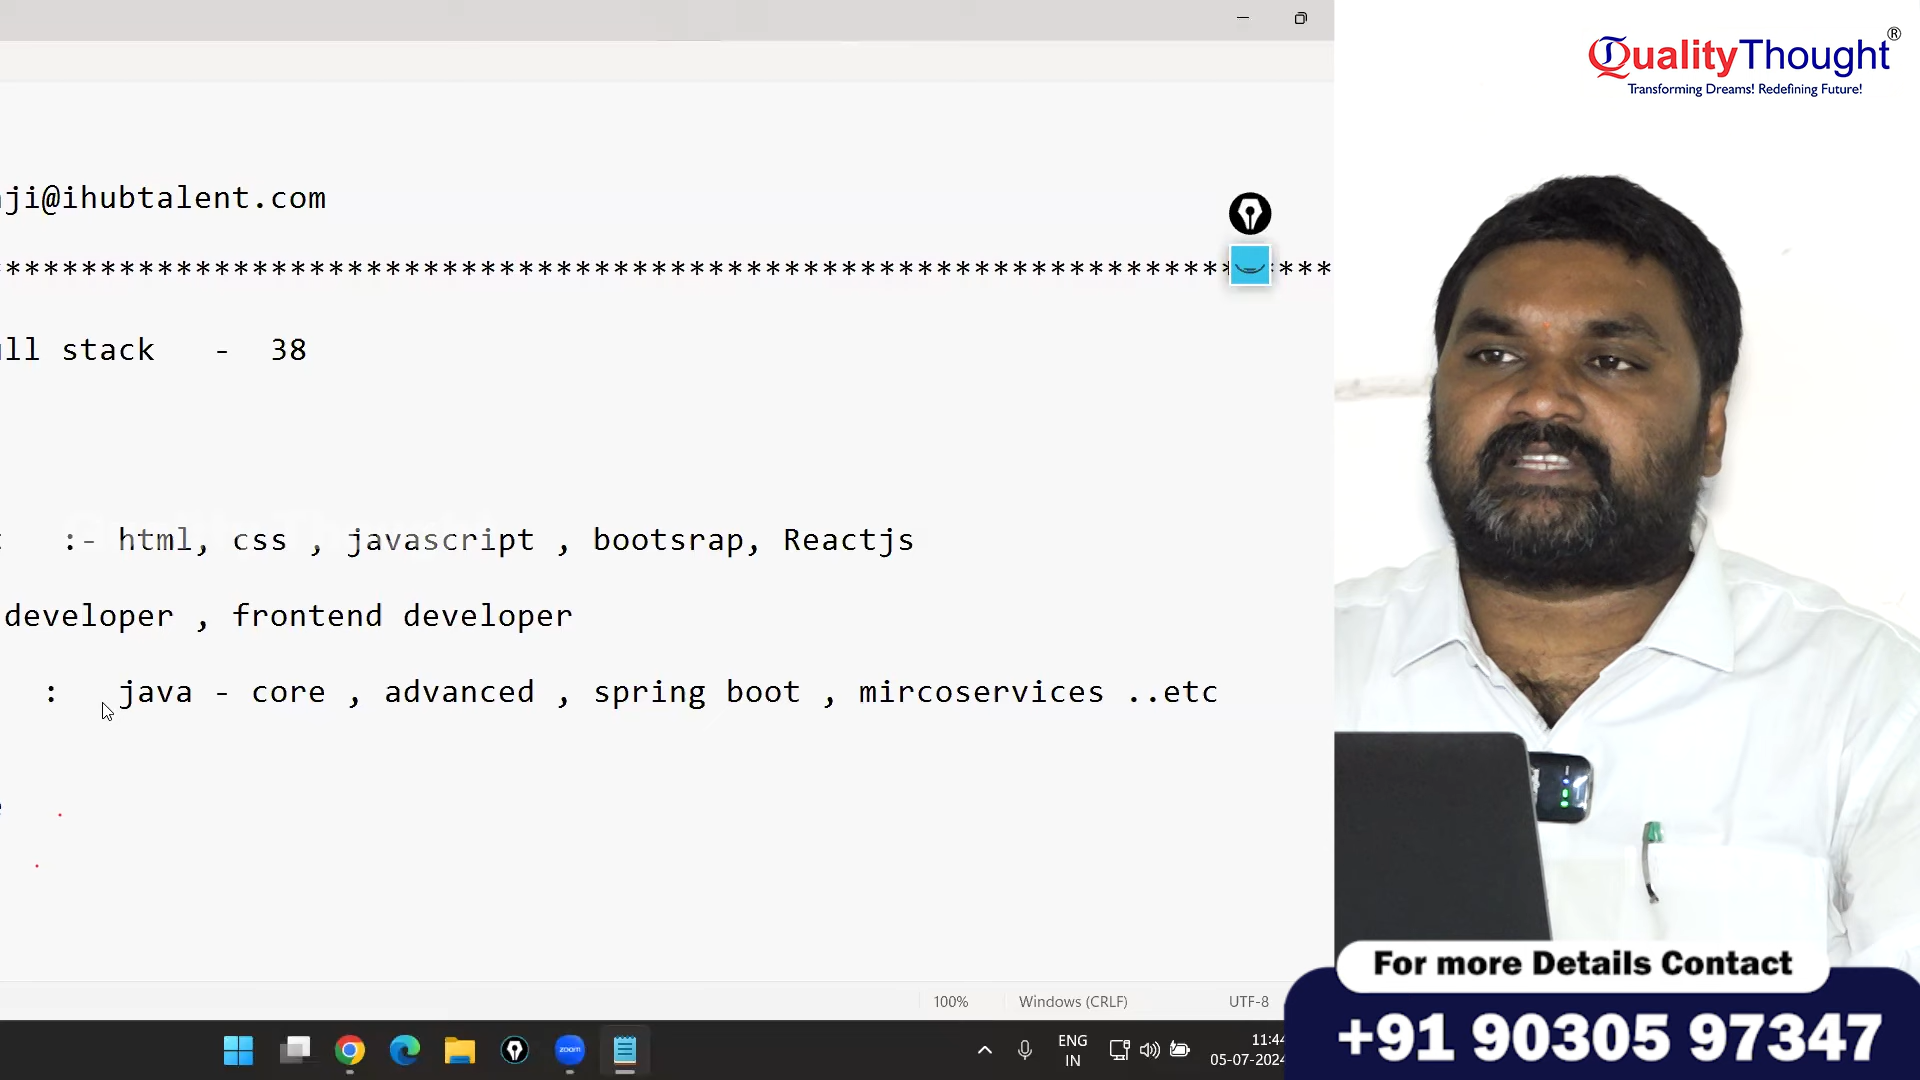 QualityThought®
Transforming Dreams! Redefining Future!
ji@ihubtalent.com
***********************************************************************
ll stack - 38
:- html, css , javascript , bootsrap, Reactjs
developer , frontend developer
: java - core , advanced , spring boot , mircoservices ..etc
100% Windows (CRLF) UTF-8
zoom
ENG
IN
11:44
05-07-2024
For more Details Contact
+91 90305 97347